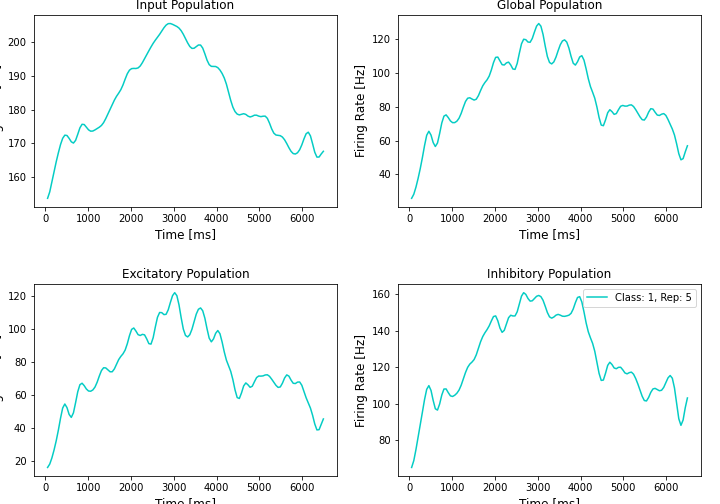 Input Population
Global Population
200
190
180
170
160
0 1000 2000 3000 4000 5000 6000
Time [ms]
Firing Rate [Hz]
120
100
80
60
40
0 1000 2000 3000 4000 5000 6000
Time [ms]
Excitatory Population
Inhibitory Population
120
100
80
60
40
20
0 1000 2000 3000 4000 5000 6000
Time [ms]
Firing Rate [Hz]
160
140
120
100
80
Class: 1, Rep: 5
0 1000 2000 3000 4000 5000 6000
Time [ms]